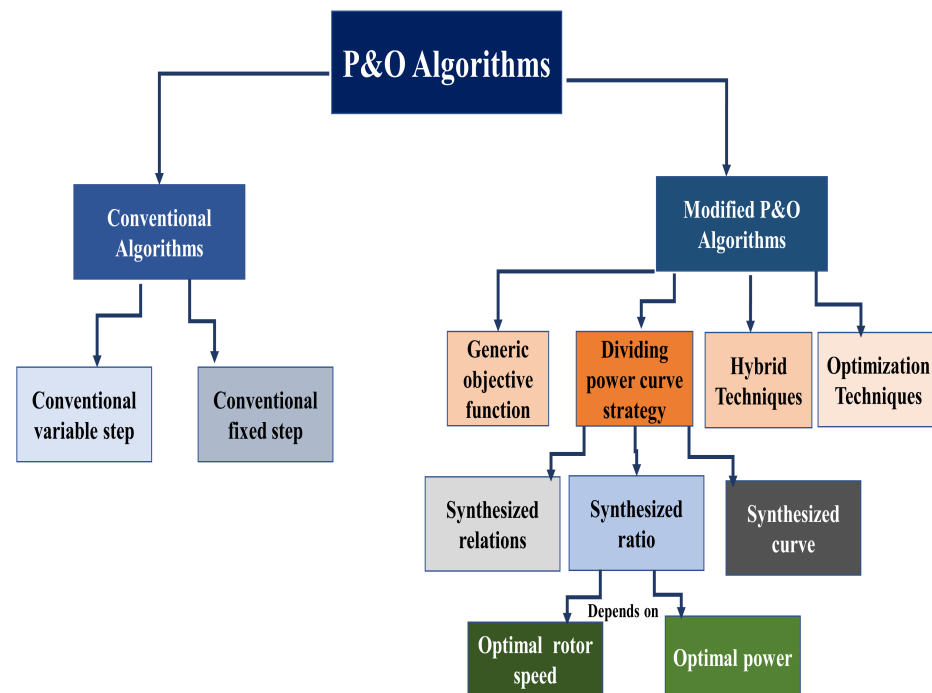 P&O Algorithms
Conventional
Algorithms
Modified P&O
Algorithms
Conventional
variable step
Conventional
fixed step
Generic
objective
function
Dividing
power curve
strategy
Hybrid
Techniques
Optimization
Techniques
Synthesized
relations
Synthesized
ratio
Synthesized
curve
Depends on
Optimal rotor
speed
Optimal power